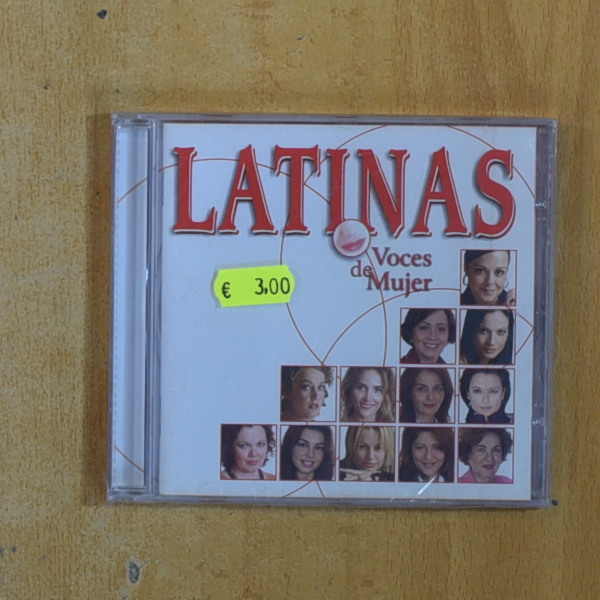 LATINAS
Voces
de Mujer
€ 3.00